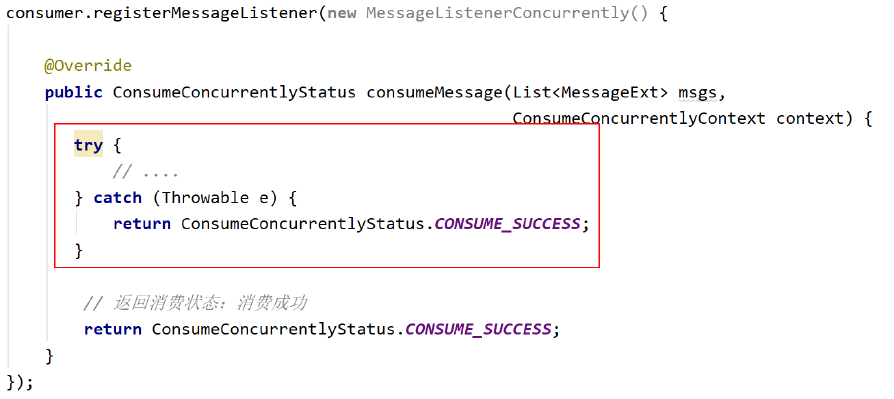 consumer.registerMessageListener(new MessageListenerConcurrently() {
@Override
public ConsumeConcurrentlyStatus consumeMessage(List<MessageExt> msgs,
ConsumeConcurrentlyContext context) {
try {
// ....
} catch (Throwable e) {
return ConsumeConcurrentlyStatus.CONSUME_SUCCESS;
}
// 返回消费状态：消费成功
return ConsumeConcurrentlyStatus.CONSUME_SUCCESS;
}
});